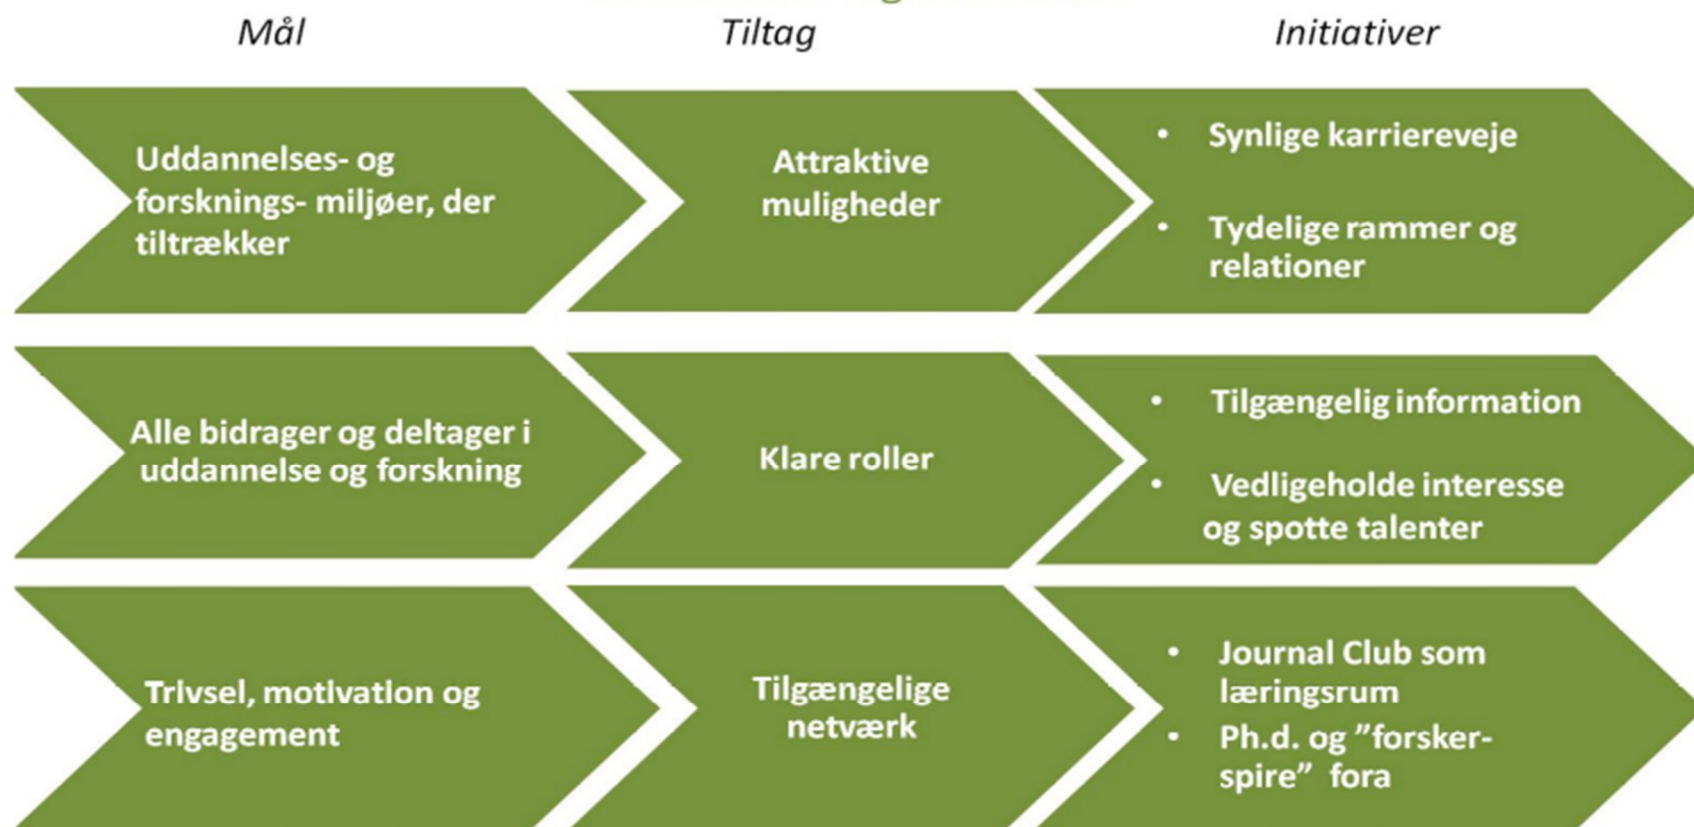 Mål
Tiltag
Initiativer
Uddannelses- og
forsknings- miljøer, der
tiltrækker
Attraktive
muligheder
• Synlige karriereveje
• Tydelige rammer og
relationer
Alle bidrager og deltager i
uddannelse og forskning
Klare roller
• Tilgængelig information
• Vedligeholde interesse
og spotte talenter
Trivsel, motivation og
engagement
Tilgængelige
netværk
• Journal Club som
læringsrum
• Ph.d. og ”forsker-
spire” fora